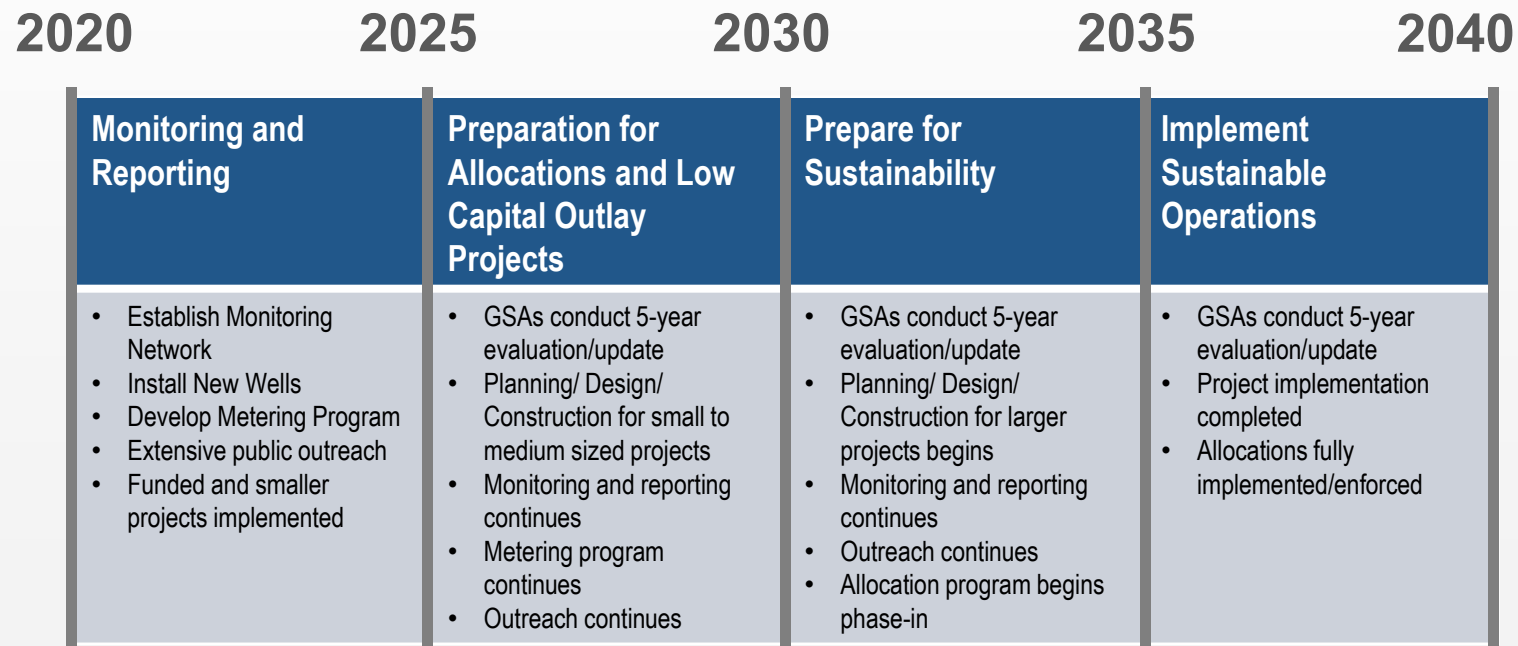 2020 2025 2030 2035 2040
Monitoring and
Reporting
• Establish Monitoring
Network
• Install New Wells
• Develop Metering Program
• Extensive public outreach
• Funded and smaller
projects implemented
Preparation for
Allocations and Low
Capital Outlay
Projects
• GSAs conduct 5-year
evaluation/update
• Planning/ Design/
Construction for small to
medium sized projects
• Monitoring and reporting
continues
• Metering program
continues
• Outreach continues
Prepare for
Sustainability
• GSAs conduct 5-year
evaluation/update
• Planning/ Design/
Construction for larger
projects begins
• Monitoring and reporting
continues
• Outreach continues
• Allocation program begins
phase-in
Implement
Sustainable
Operations
• GSAs conduct 5-year
evaluation/update
• Project implementation
completed
• Allocations fully
implemented/enforced